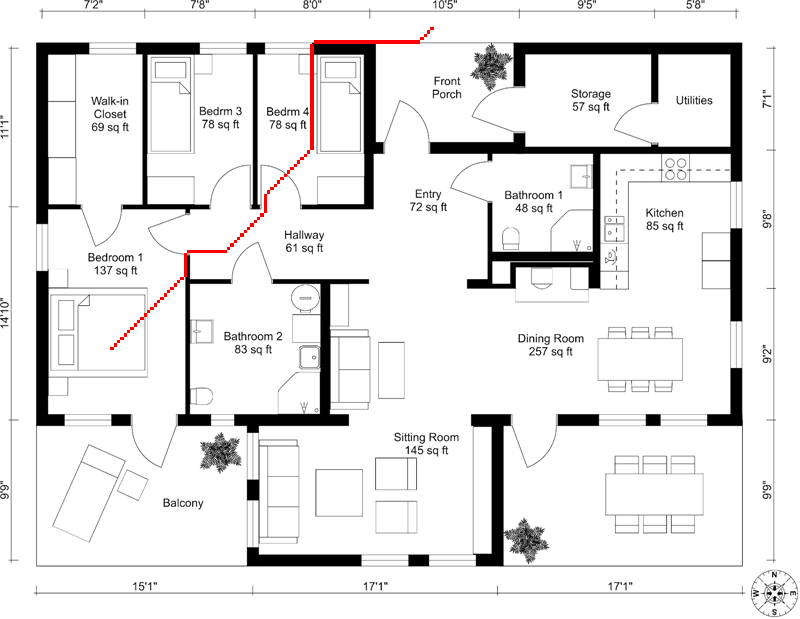 7'2" 7'8" 8'0" 10'5" 9'5" 5'8"
11'1"
14'10"
9'9"
7'1"
9'8"
9'2"
9'9"
Walk-in
Closet
69 sq ft
Bedrm 3
78 sq ft
Bedrm 4
78 sq ft
Front
Porch
Storage
57 sq ft
Utilities
Entry
72 sq ft
Bathroom 1
48 sq ft
Kitchen
85 sq ft
Hallway
61 sq ft
Bedroom 1
137 sq ft
Bathroom 2
83 sq ft
Dining Room
257 sq ft
Sitting Room
145 sq ft
Balcony
15'1" 17'1" 17'1"
N
W E
S